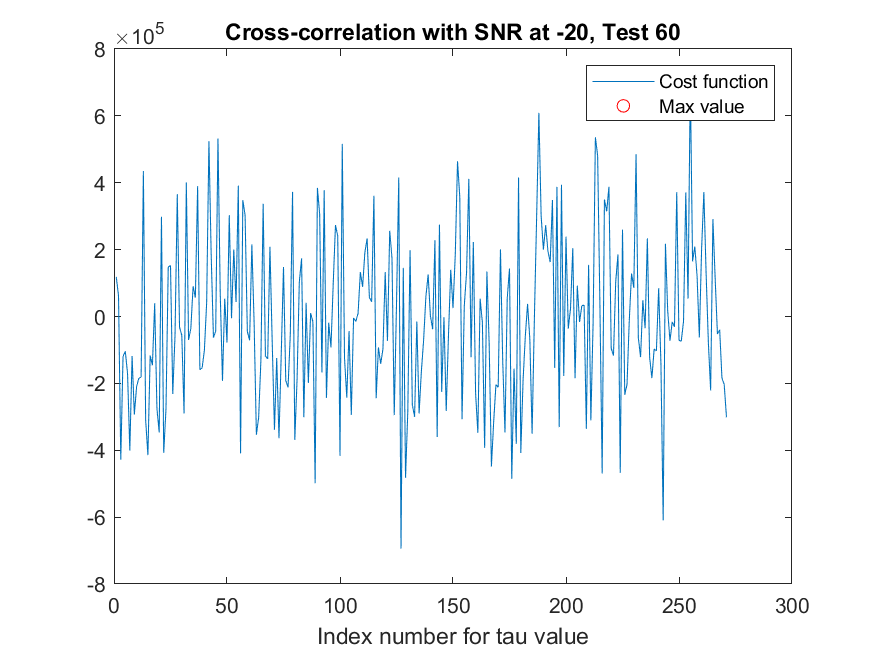 Cross-correlation with SNR at -20, Test 60
×10^5
8
6
4
2
0
-2
-4
-6
-8
0 50 100 150 200 250 300
Index number for tau value
Cost function
Max value